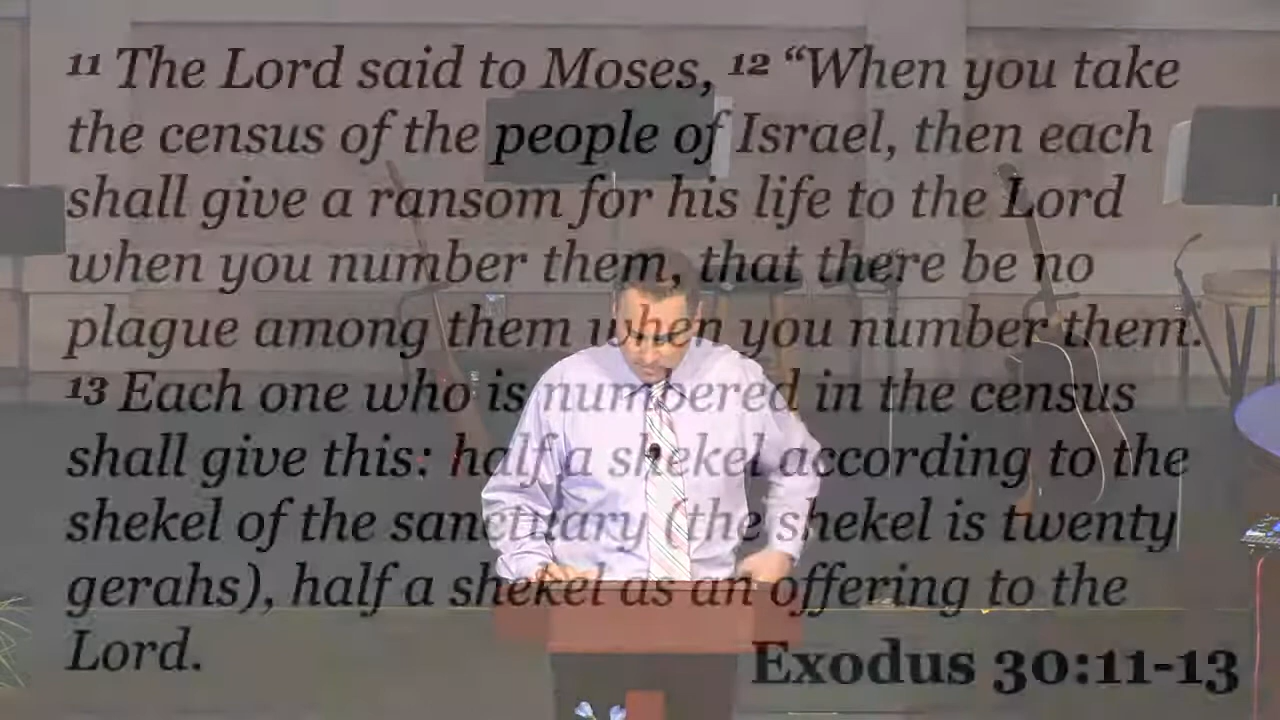 11 The Lord said to Moses, 12 “When you take
the census of the people of Israel, then each
shall give a ransom for his life to the Lord
when you number them, that there be no
plague among them when you number them.
13 Each one who is numbered in the census
shall give this: half a shekel according to the
shekel of the sanctuary (the shekel is twenty
gerahs), half a shekel as an offering to the
Lord.
Exodus 30:11-13